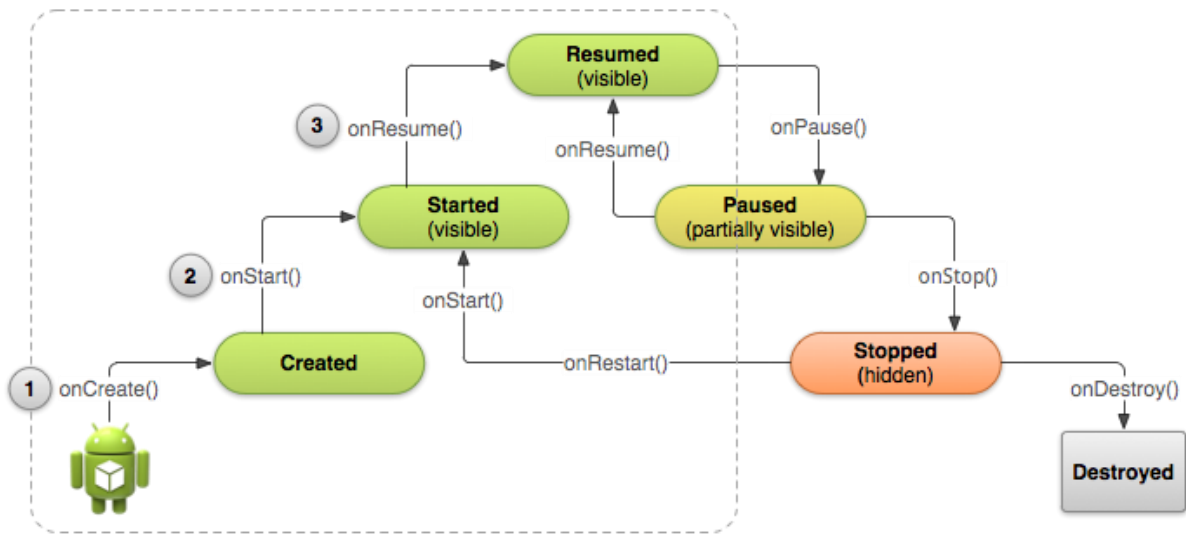 Resumed
(visible)
3
onResume()
onPause()
onResume()
Started
(visible)
Paused
(partially visible)
2
onStart()
onStart()
onStop()
Created
onRestart()
Stopped
(hidden)
1
onCreate()
onDestroy()
Destroyed